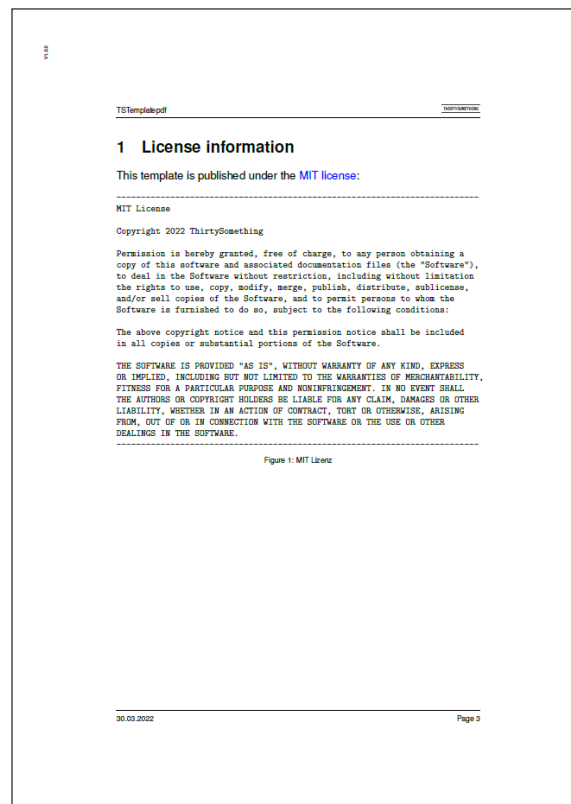 V1.0.0
TSTemplatepdf
THIRTYSOMETHING
1 License information
This template is published under the MIT license:
--------------------------------------------------------------------------
MIT License
Copyright 2022 ThirtySomething
Permission is hereby granted, free of charge, to any person obtaining a
copy of this software and associated documentation files (the "Software"),
to deal in the Software without restriction, including without limitation
the rights to use, copy, modify, merge, publish, distribute, sublicense,
and/or sell copies of the Software, and to permit persons to whom the
Software is furnished to do so, subject to the following conditions:
The above copyright notice and this permission notice shall be included
in all copies or substantial portions of the Software.
THE SOFTWARE IS PROVIDED "AS IS", WITHOUT WARRANTY OF ANY KIND, EXPRESS
OR IMPLIED, INCLUDING BUT NOT LIMITED TO THE WARRANTIES OF MERCHANTABILITY,
FITNESS FOR A PARTICULAR PURPOSE AND NONINFRINGEMENT. IN NO EVENT SHALL
THE AUTHORS OR COPYRIGHT HOLDERS BE LIABLE FOR ANY CLAIM, DAMAGES OR OTHER
LIABILITY, WHETHER IN AN ACTION OF CONTRACT, TORT OR OTHERWISE, ARISING
FROM, OUT OF OR IN CONNECTION WITH THE SOFTWARE OR THE USE OR OTHER
DEALINGS IN THE SOFTWARE.
--------------------------------------------------------------------------
Figure 1: MIT Lizenz
30.03.2022
Page 3